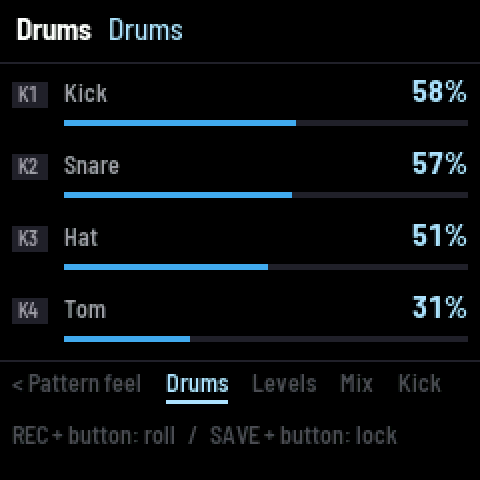 Drums Drums
K1 Kick 58%
K2 Snare 57%
K3 Hat 51%
K4 Tom 31%
< Pattern feel Drums Levels Mix Kick
REC + button: roll / SAVE + button: lock